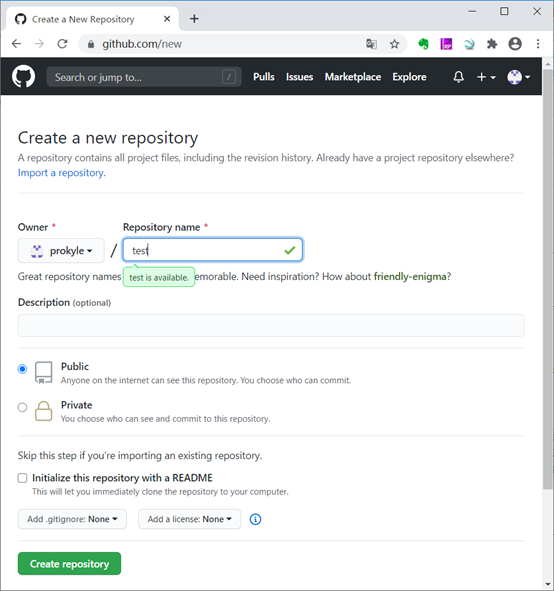 Create a New Repository
github.com/new
RP
Search or jump to...
/
Pulls Issues Marketplace Explore
Create a new repository
A repository contains all project files, including the revision history. Already have a project repository elsewhere?
Import a repository.
Owner * Repository name *
prokyle / test
Great repository names emorable. Need inspiration? How about friendly-enigma?
test is available.
Description (optional)
Public
Anyone on the internet can see this repository. You choose who can commit.
Private
You choose who can see and commit to this repository.
Skip this step if you're importing an existing repository.
Initialize this repository with a README
This will let you immediately clone the repository to your computer.
Add .gitignore: None Add a license: None
Create repository